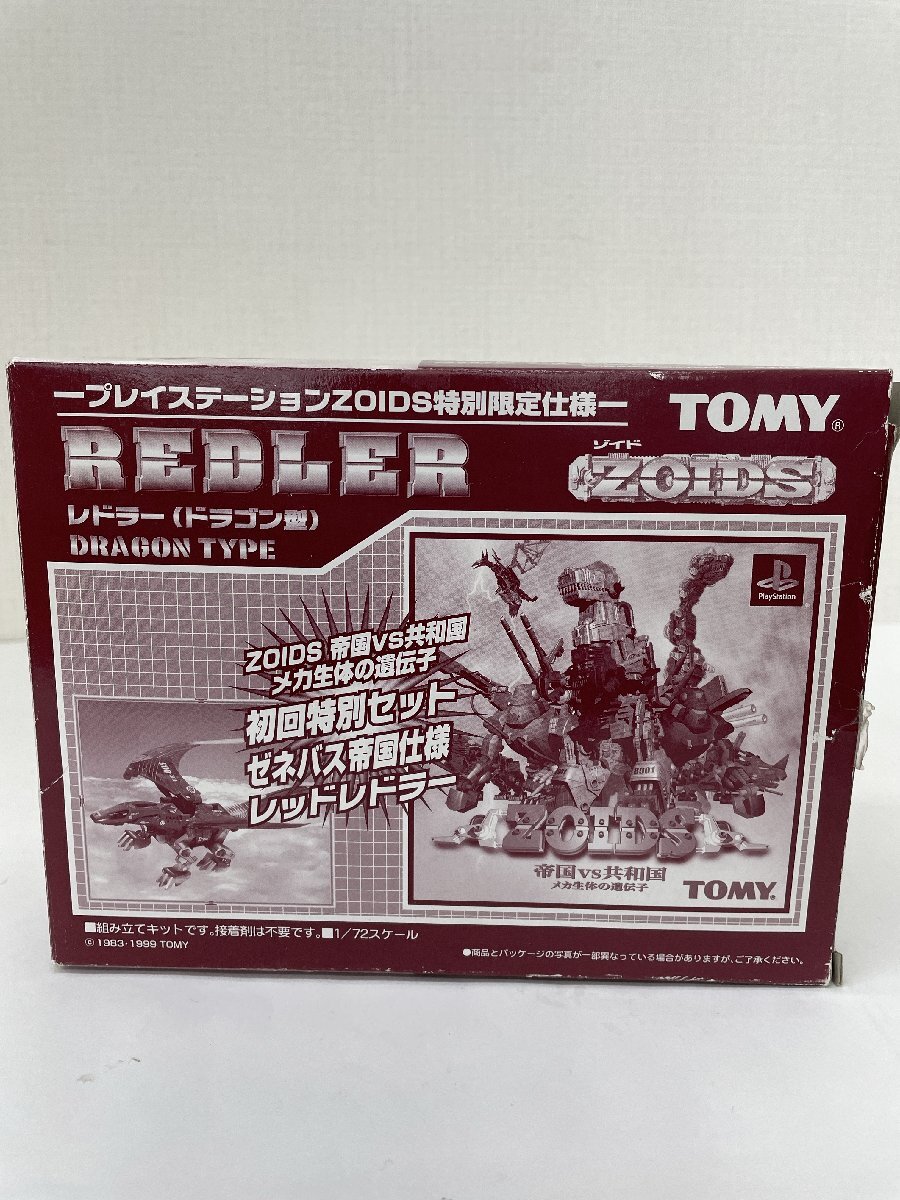 プレイステーションZOIDS特別限定仕様
TOMY®
REDLER
ゾイド
ZOIDS
レドラー(ドラゴン型)
DRAGON TYPE
PlayStation
ZOIDS 帝国VS共和国
メカ生体の遺伝子
初回特別セット
ゼネバス帝国仕様
レッドレドラー
ZOIDS
帝国VS共和国
メカ生体の遺伝子
TOMY®
■組み立てキットです。接着剤は不要です。■1/72スケール
© 1983・1999 TOMY
●商品とパッケージの写真が一部異なっている場合がありますが、ご了承ください。